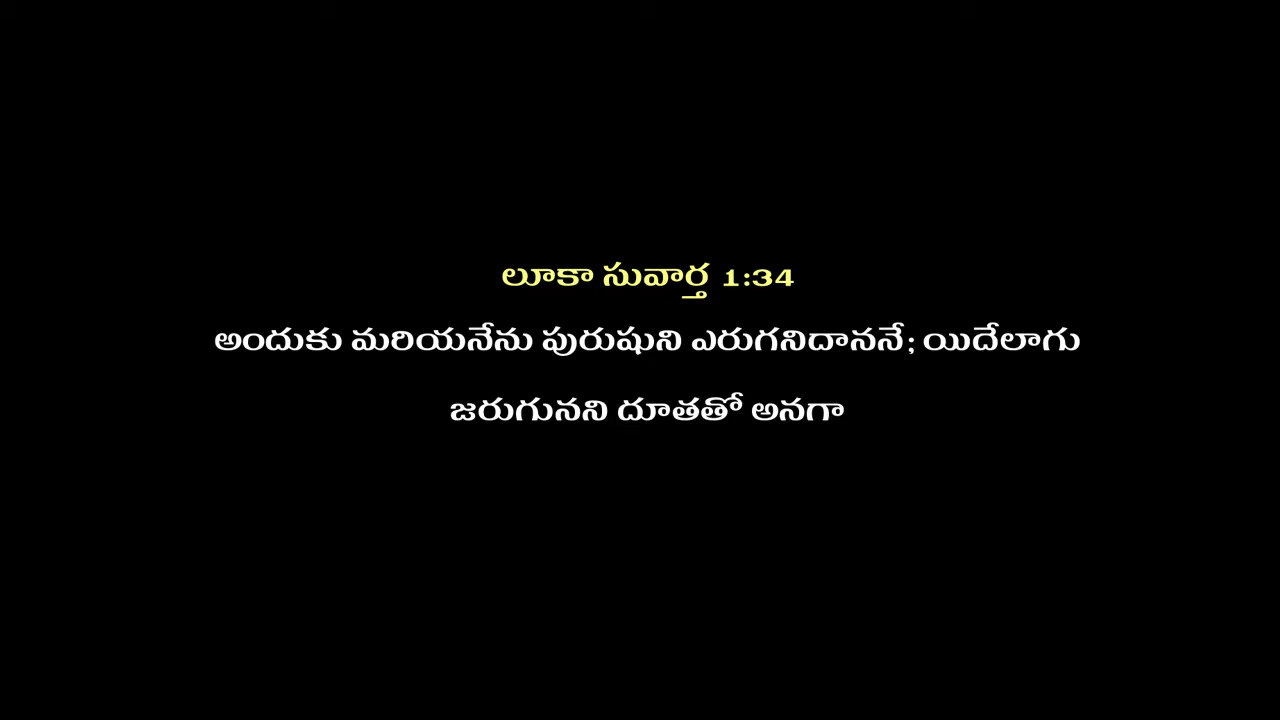 లూకా సువార్త 1:34
అందుకు మరియనేను పురుషుని ఎరుగనిదాననే; యిదేలాగు
జరుగునని దూతతో అనగా